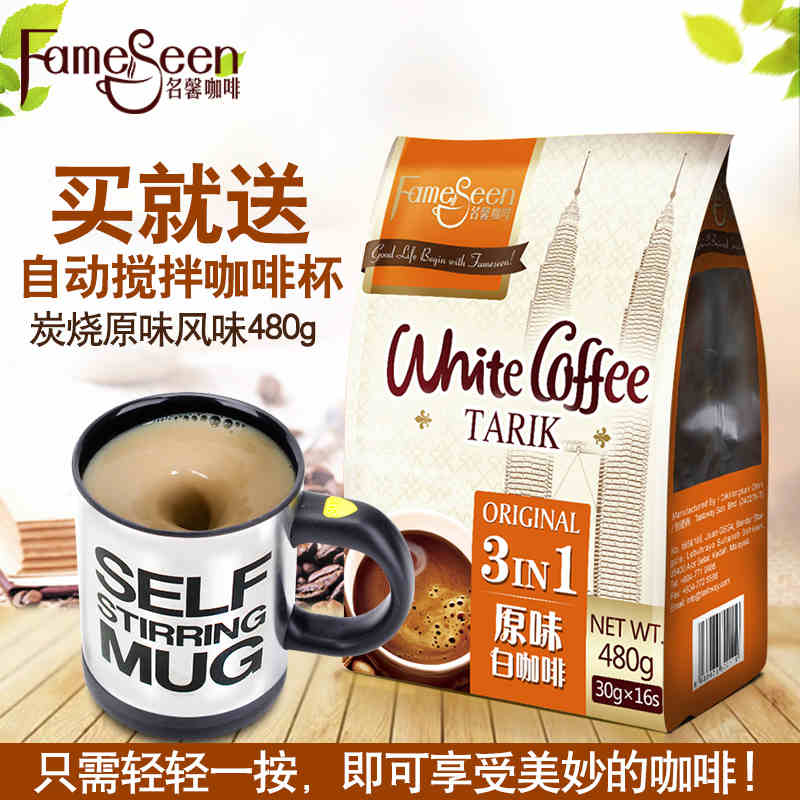 FameSeen
名馨咖啡
买就送
自动搅拌咖啡杯
炭烧原味风味480g
FameSeen
名馨咖啡
Good Life Begin with Fameseen!
White Coffee
TARIK
ORIGINAL
3 IN 1
原味
白咖啡
NET WT.
480g
30g×16s
SELF
STIRRING
MUG
只需轻轻一按，即可享受美妙的咖啡！